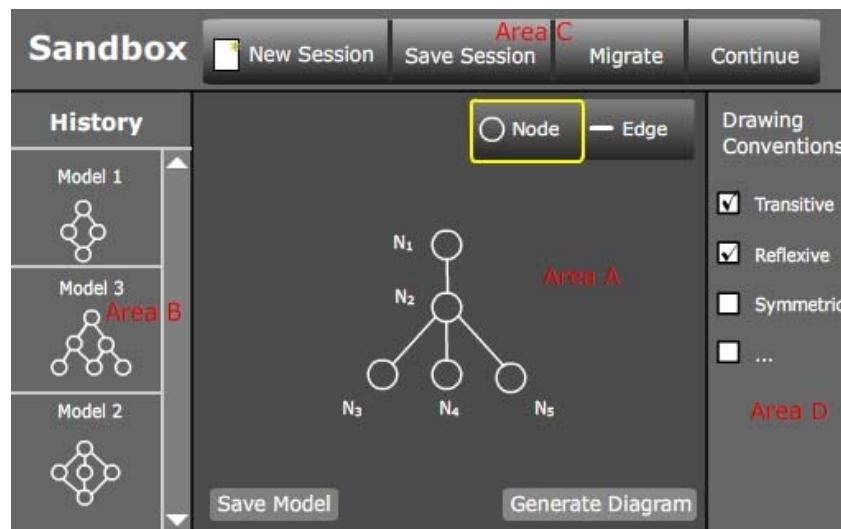 Sandbox
New Session
Save Session
Area C
Migrate
Continue
History
Model 1
Model 3
Area B
Model 2
Node
Edge
N₁
N₂
N₃
N₄
N₅
Area A
Save Model
Generate Diagram
Drawing
Conventions
Transitive
Reflexive
Symmetric
...
Area D